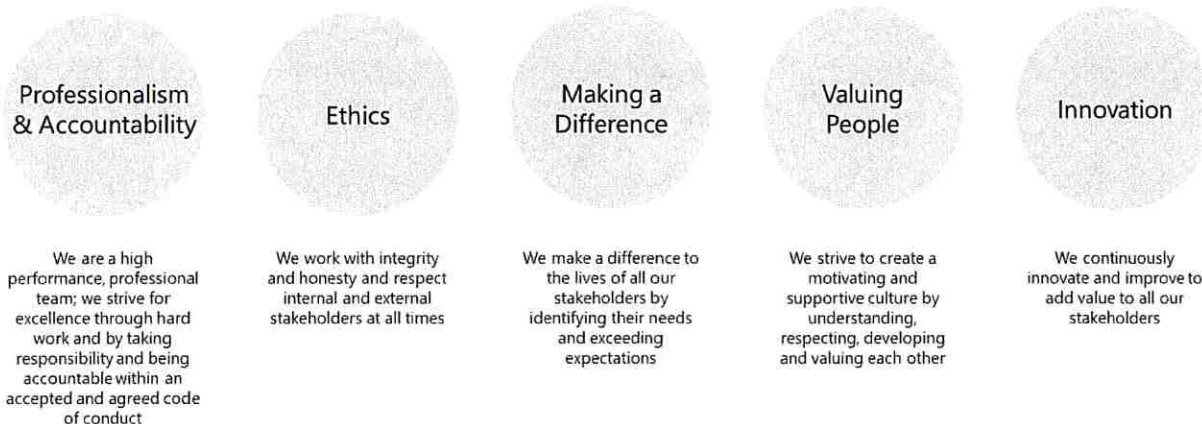 Professionalism
& Accountability
We are a high
performance, professional
team; we strive for
excellence through hard
work and by taking
responsibility and being
accountable within an
accepted and agreed code
of conduct
Ethics
We work with integrity
and honesty and respect
internal and external
stakeholders at all times
Making a
Difference
We make a difference to
the lives of all our
stakeholders by
identifying their needs
and exceeding
expectations
Valuing
People
We strive to create a
motivating and
supportive culture by
understanding,
respecting, developing
and valuing each other
Innovation
We continuously
innovate and improve to
add value to all our
stakeholders